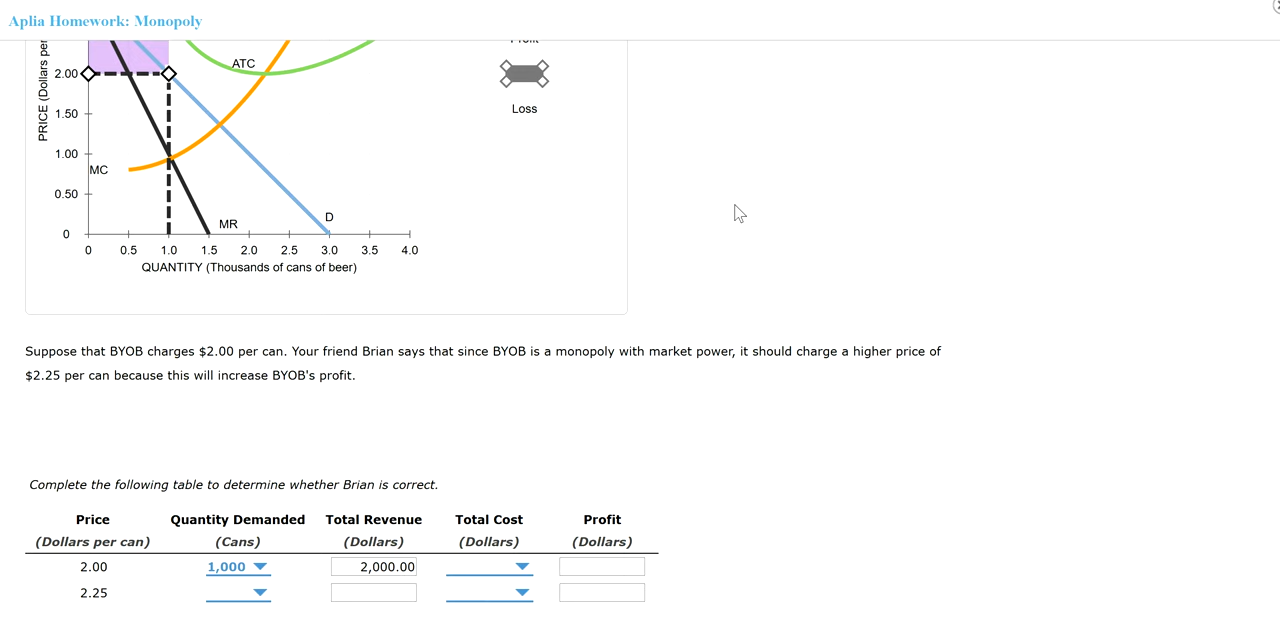 Aplia Homework: Monopoly
PRICE (Dollars per
2.00
1.50
1.00
0.50
0
ATC
MC
MR
D
Loss
0 0.5 1.0 1.5 2.0 2.5 3.0 3.5 4.0
QUANTITY (Thousands of cans of beer)
Suppose that BYOB charges $2.00 per can. Your friend Brian says that since BYOB is a monopoly with market power, it should charge a higher price of
$2.25 per can because this will increase BYOB's profit.
Complete the following table to determine whether Brian is correct.
Price Quantity Demanded Total Revenue Total Cost Profit
(Dollars per can) (Cans) (Dollars) (Dollars) (Dollars)
2.00 1,000 2,000.00
2.25